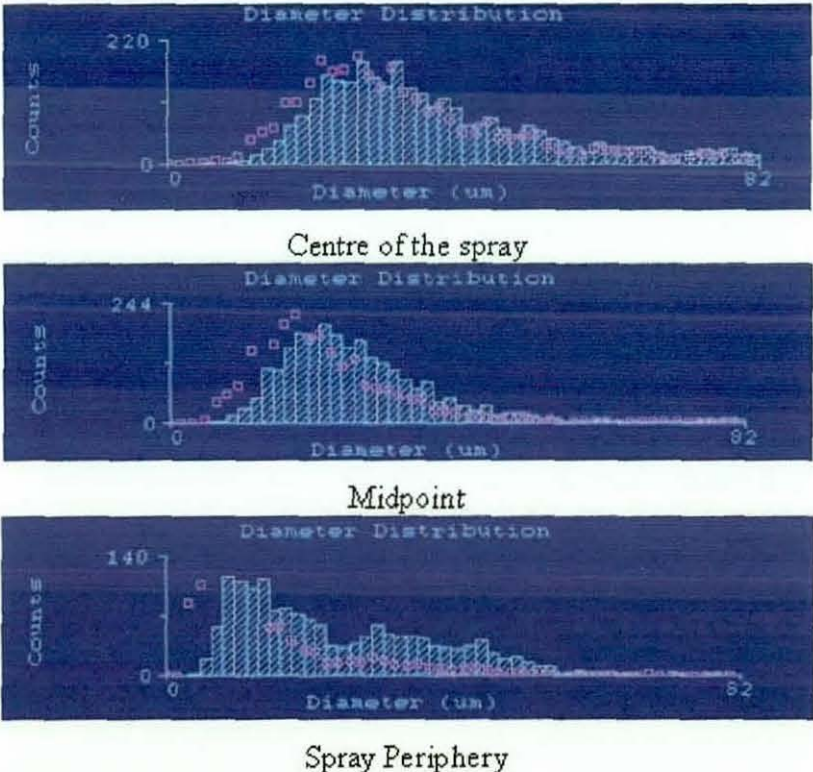 Diameter Distribution
220
Counts
0
0
82
Diameter (um)
Centre of the spray
Diameter Distribution
244
Counts
0
0
82
Diameter (um)
Midpoint
Diameter Distribution
140
Counts
0
0
82
Diameter (um)
Spray Periphery